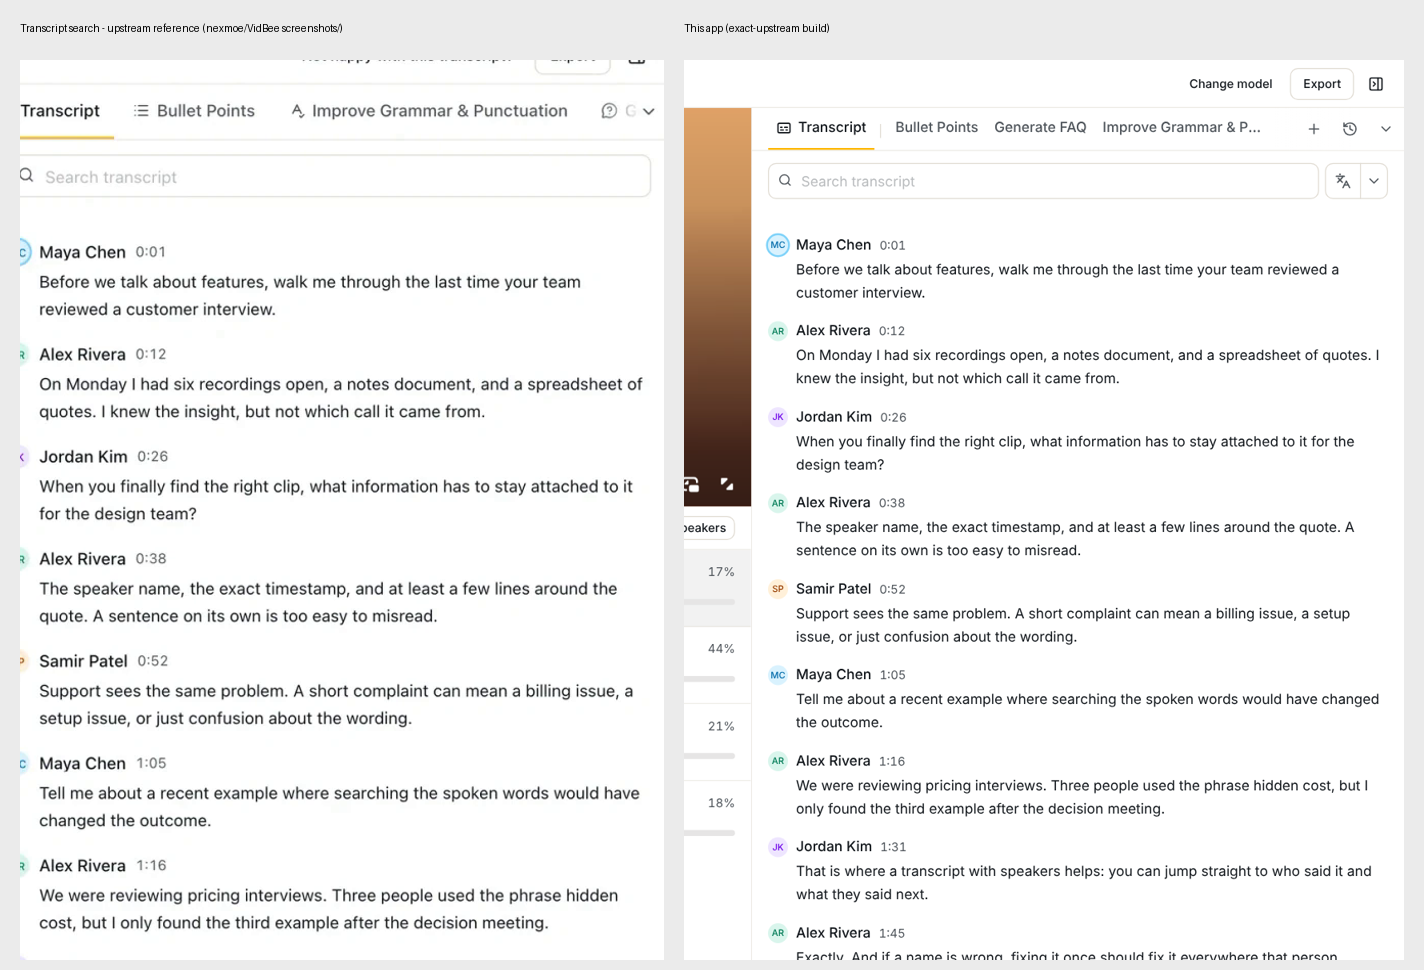 Transcript search - upstream reference (nexmoe/VidBee screenshots/)
Transcript
Bullet Points
Improve Grammar & Punctuation
G
Search transcript
Maya Chen 0:01
Before we talk about features, walk me through the last time your team
reviewed a customer interview.
Alex Rivera 0:12
On Monday I had six recordings open, a notes document, and a spreadsheet of
quotes. I knew the insight, but not which call it came from.
Jordan Kim 0:26
When you finally find the right clip, what information has to stay attached to it
for the design team?
Alex Rivera 0:38
The speaker name, the exact timestamp, and at least a few lines around the
quote. A sentence on its own is too easy to misread.
Samir Patel 0:52
Support sees the same problem. A short complaint can mean a billing issue, a
setup issue, or just confusion about the wording.
Maya Chen 1:05
Tell me about a recent example where searching the spoken words would have
changed the outcome.
Alex Rivera 1:16
We were reviewing pricing interviews. Three people used the phrase hidden
cost, but I only found the third example after the decision meeting.
This app (exact-upstream build)
Change model
Export
Transcript
Bullet Points
Generate FAQ
Improve Grammar & P...
Search transcript
peakers
17%
44%
21%
18%
MC Maya Chen 0:01
Before we talk about features, walk me through the last time your team reviewed a
customer interview.
AR Alex Rivera 0:12
On Monday I had six recordings open, a notes document, and a spreadsheet of quotes. I
knew the insight, but not which call it came from.
JK Jordan Kim 0:26
When you finally find the right clip, what information has to stay attached to it for the
design team?
AR Alex Rivera 0:38
The speaker name, the exact timestamp, and at least a few lines around the quote. A
sentence on its own is too easy to misread.
SP Samir Patel 0:52
Support sees the same problem. A short complaint can mean a billing issue, a setup
issue, or just confusion about the wording.
MC Maya Chen 1:05
Tell me about a recent example where searching the spoken words would have changed
the outcome.
AR Alex Rivera 1:16
We were reviewing pricing interviews. Three people used the phrase hidden cost, but I
only found the third example after the decision meeting.
JK Jordan Kim 1:31
That is where a transcript with speakers helps: you can jump straight to who said it and
what they said next.
AR Alex Rivera 1:45
Exactly. And if a name is wrong, fixing it once should fix it everywhere that person